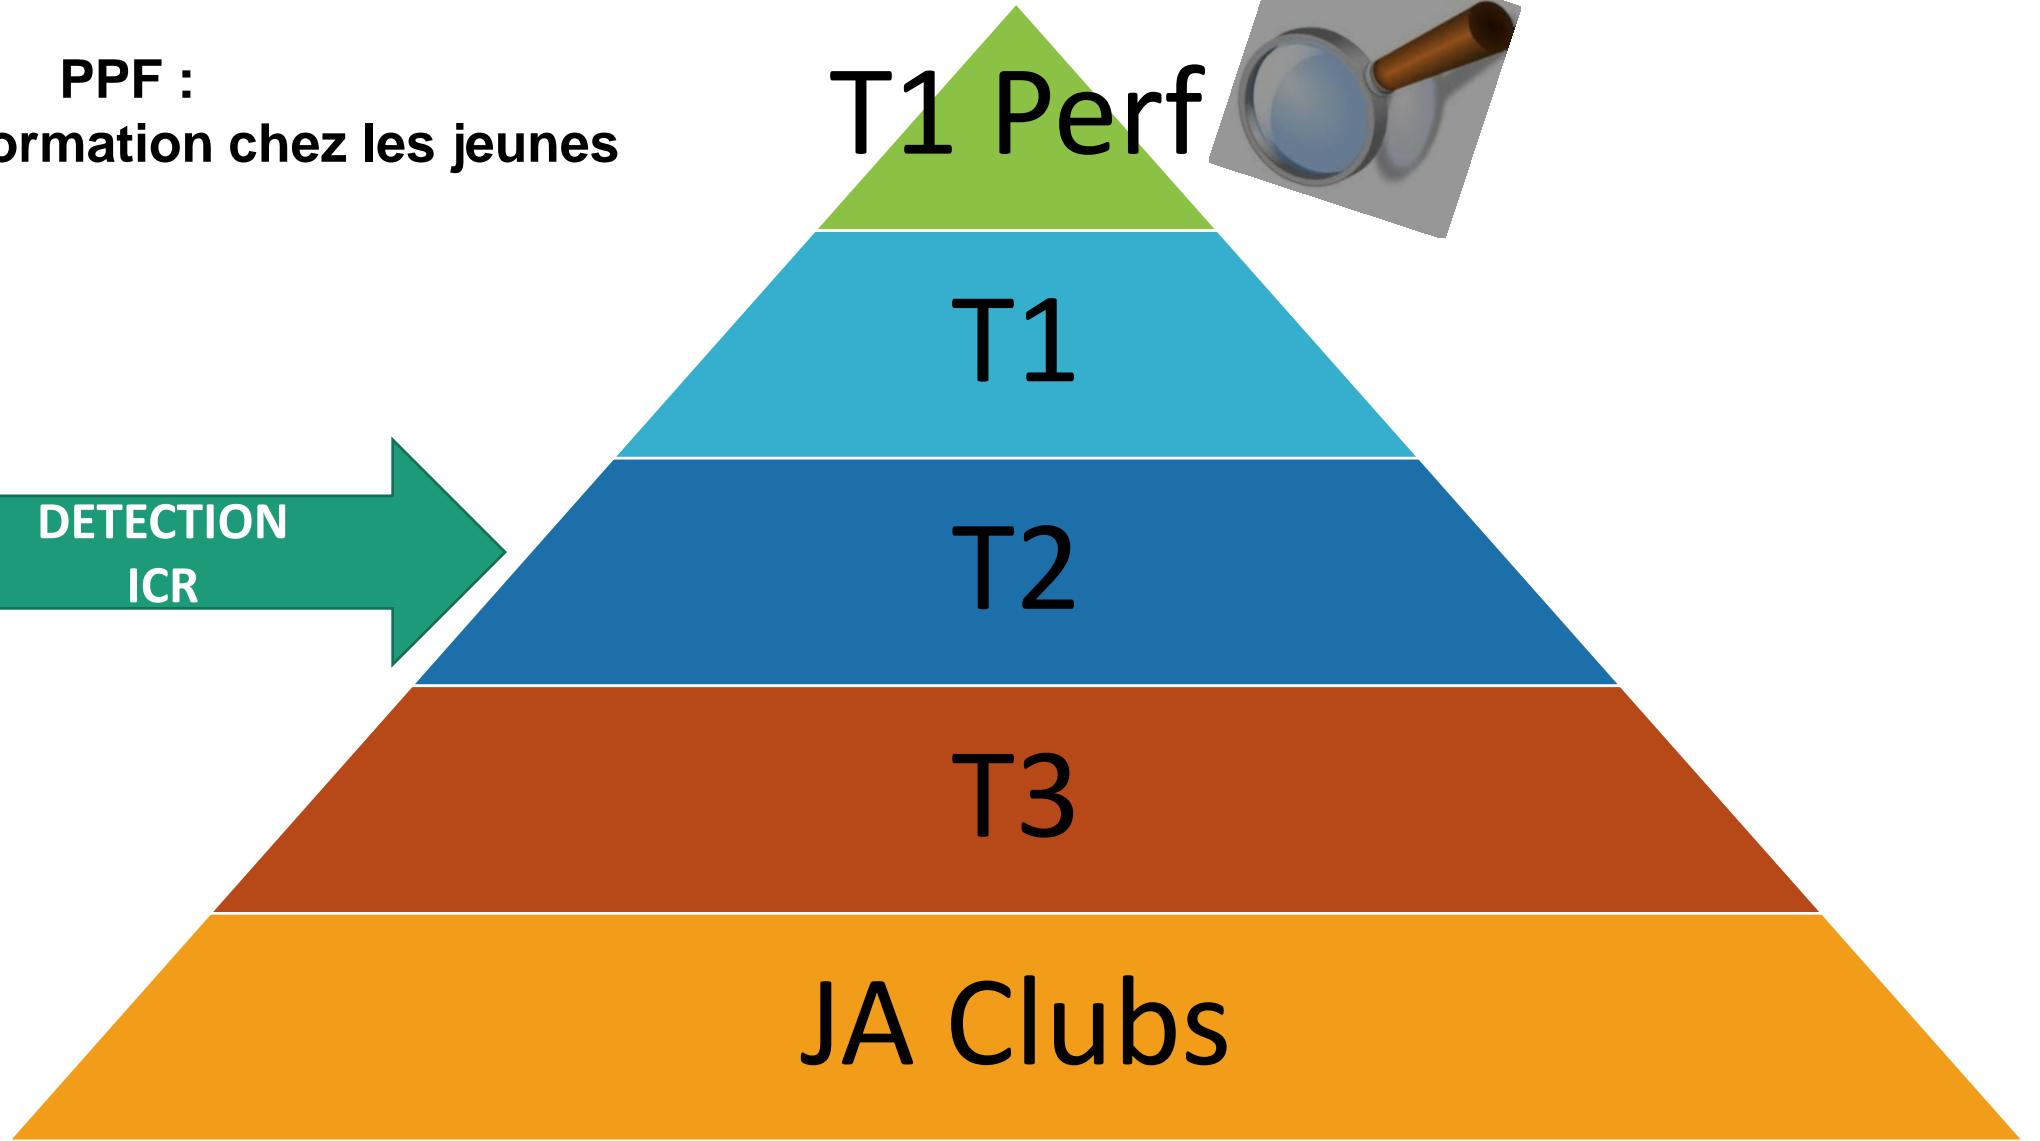 PPF :
ormation chez les jeunes
T1 Perf
T1
DETECTION
ICR
T2
T3
JA Clubs